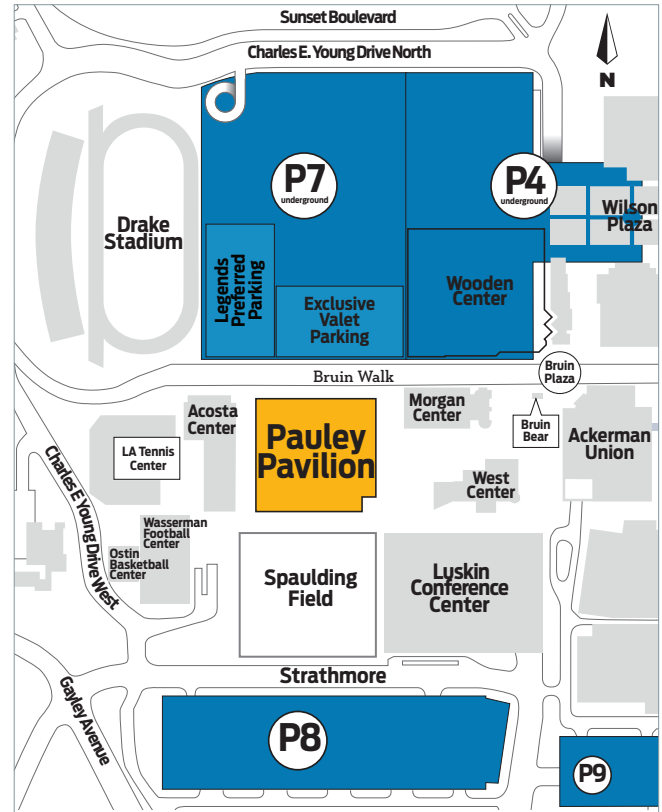 Sunset Boulevard
Charles E. Young Drive North
N
P7
underground
P4
underground
Wilson
Plaza
Drake
Stadium
Legends
Preferred
Parking
Exclusive
Valet
Parking
Wooden
Center
Bruin Walk
Bruin
Plaza
Acosta
Center
Pauley
Pavilion
Morgan
Center
Bruin
Bear
Ackerman
Union
LA Tennis
Center
West
Center
Charles E Young Drive West
Wasserman
Football
Center
Ostin
Basketball
Center
Spaulding
Field
Luskin
Conference
Center
Strathmore
Gayley Avenue
P8
P9